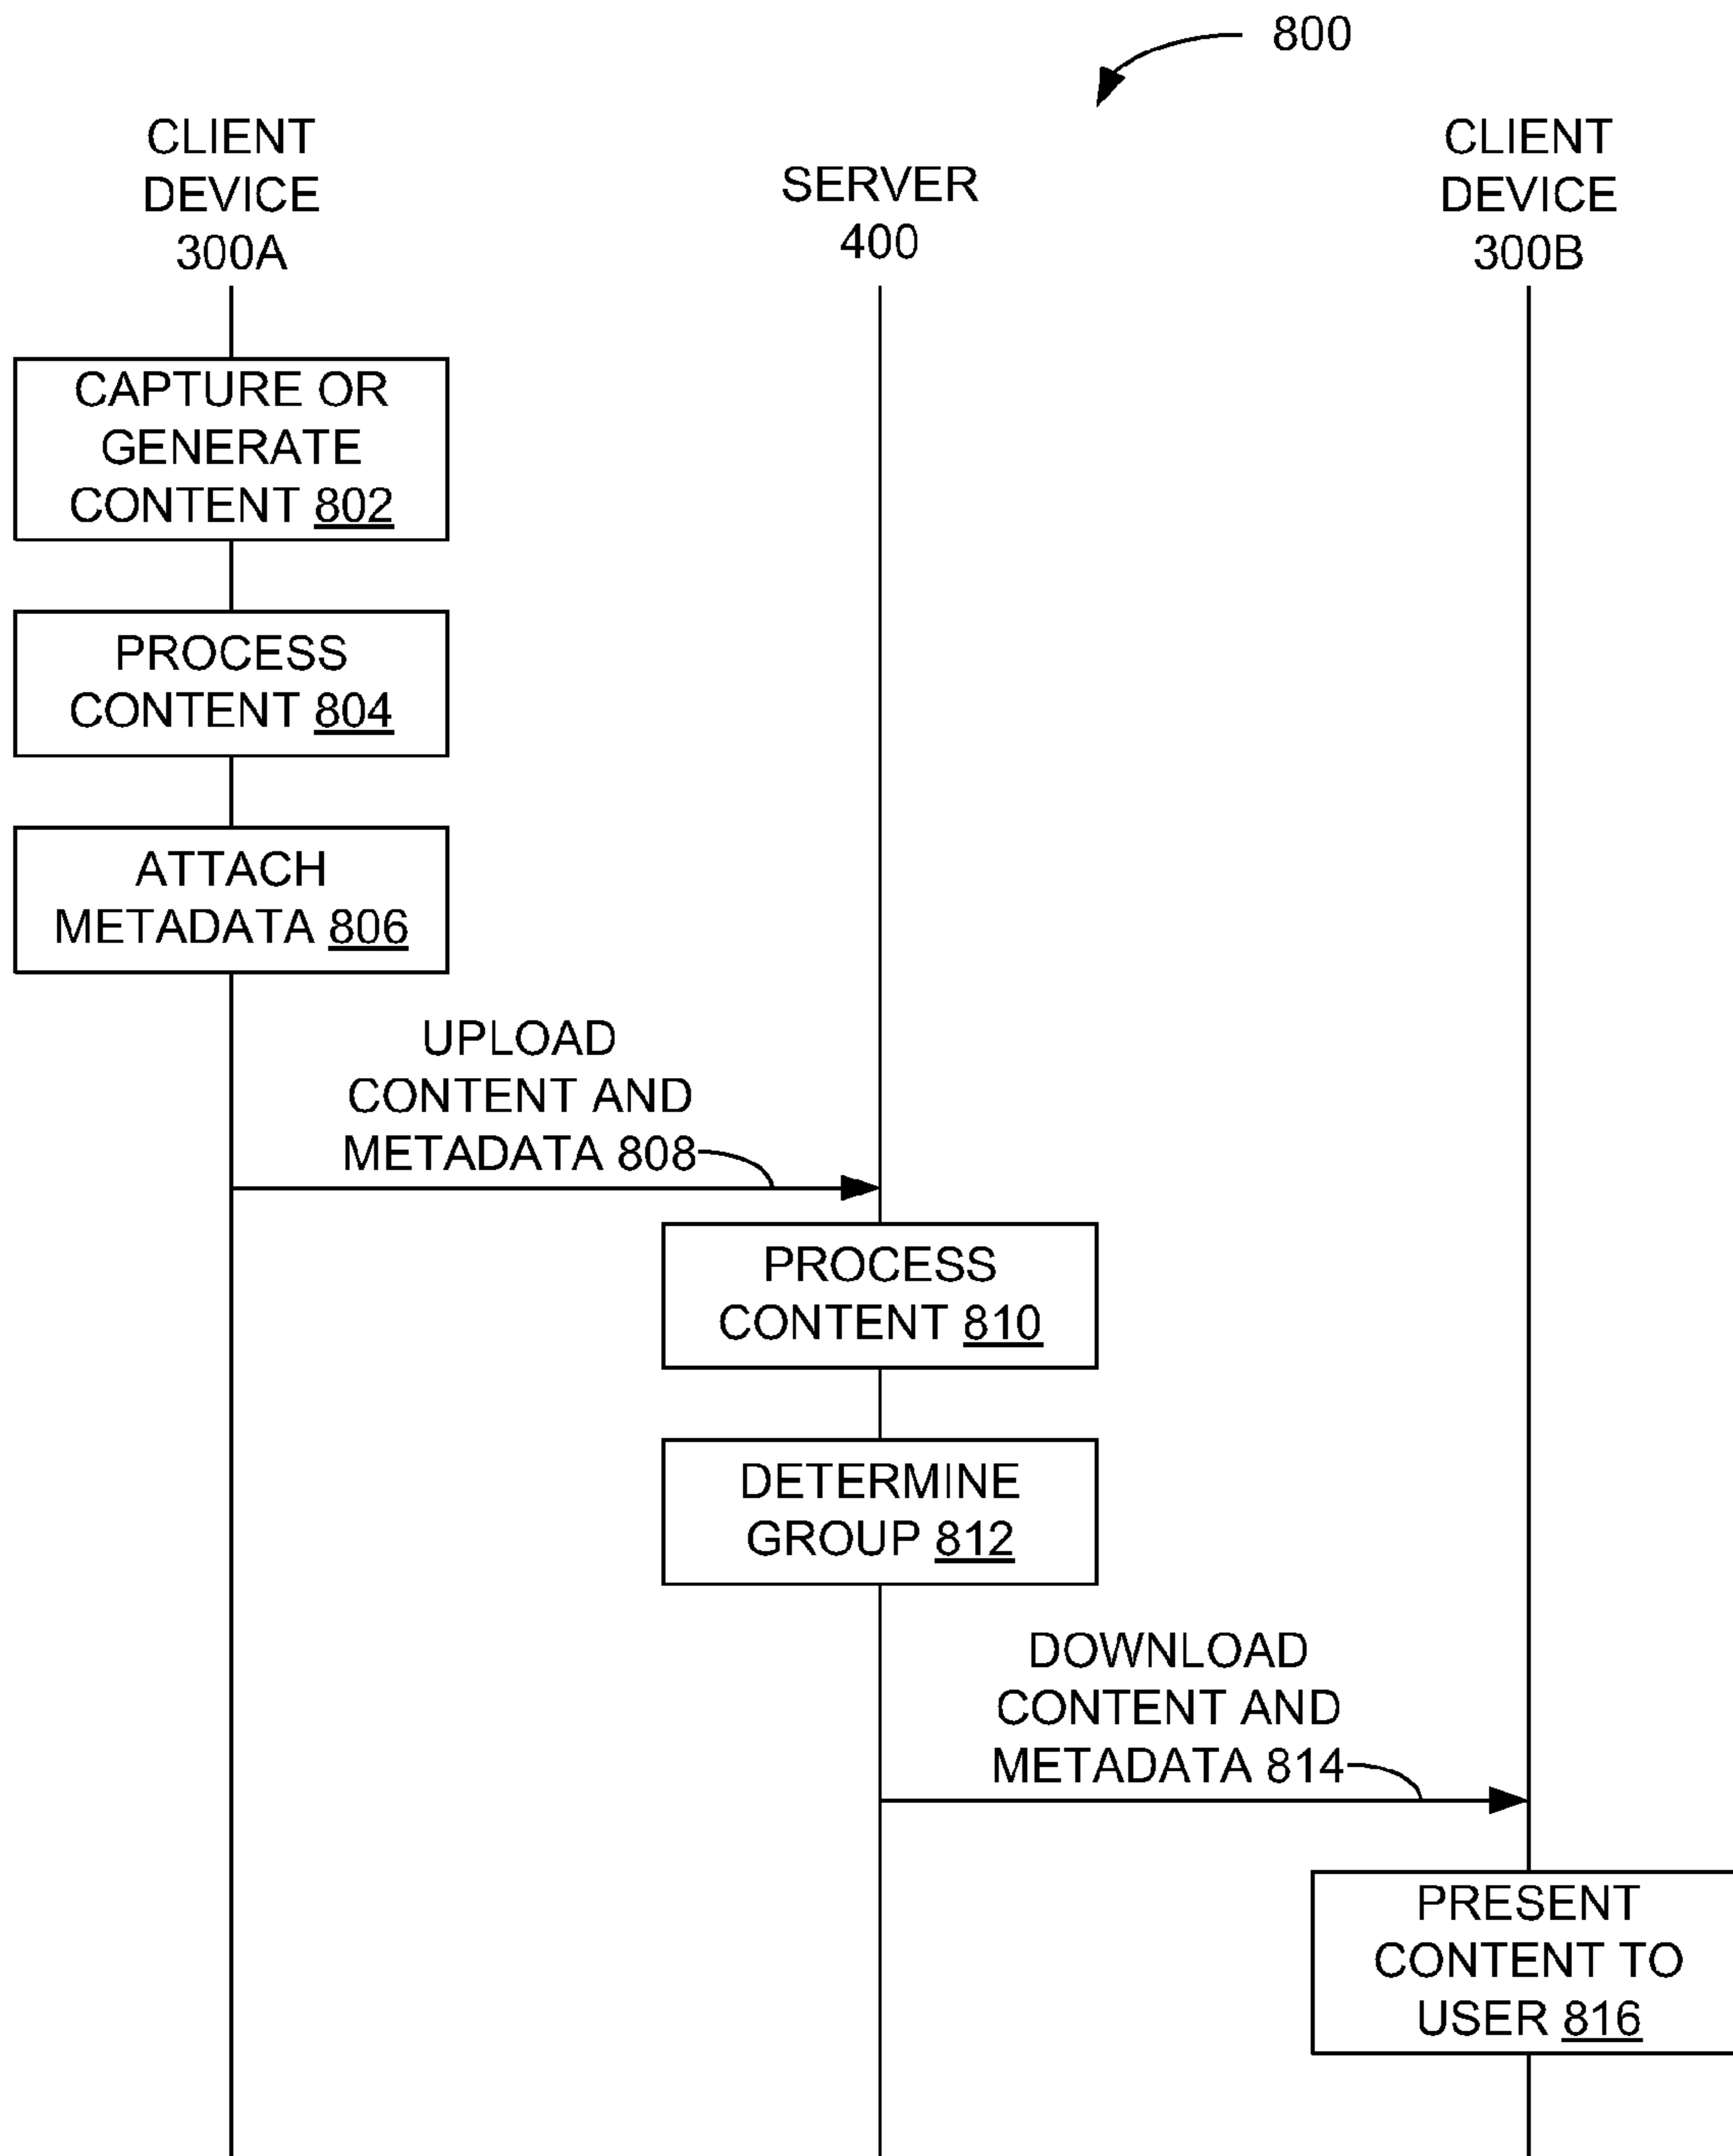 800
CLIENT
DEVICE
300A
SERVER
400
CLIENT
DEVICE
300B
CAPTURE OR
GENERATE
CONTENT 802
PROCESS
CONTENT 804
ATTACH
METADATA 806
UPLOAD
CONTENT AND
METADATA 808
PROCESS
CONTENT 810
DETERMINE
GROUP 812
DOWNLOAD
CONTENT AND
METADATA 814
PRESENT
CONTENT TO
USER 816